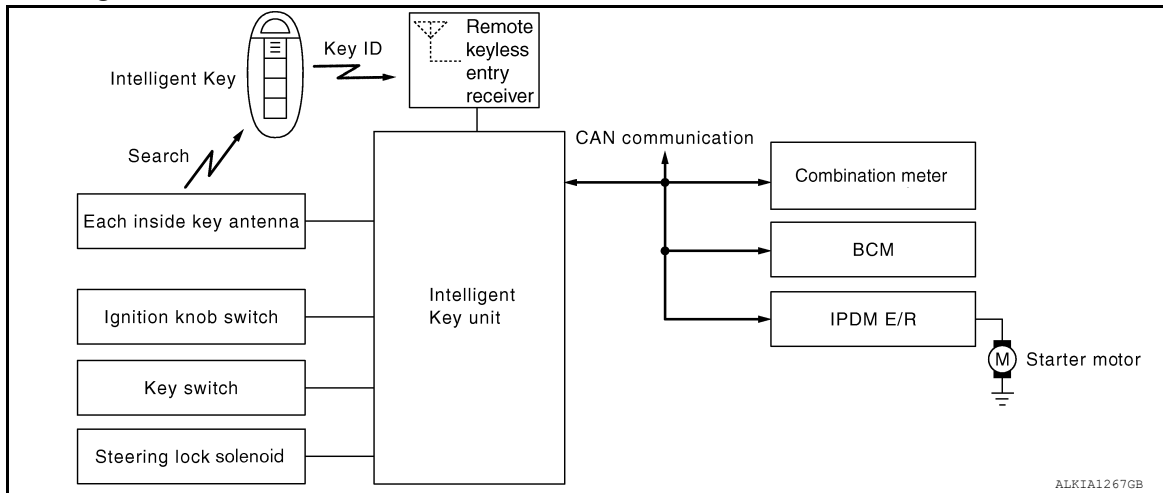 Remote
keyless
entry
receiver
Key ID
Intelligent Key
Search
CAN communication
Combination meter
Each inside key antenna
BCM
Intelligent
Key unit
Ignition knob switch
IPDM E/R
M
Starter motor
Key switch
Steering lock solenoid
ALKIA1267GB